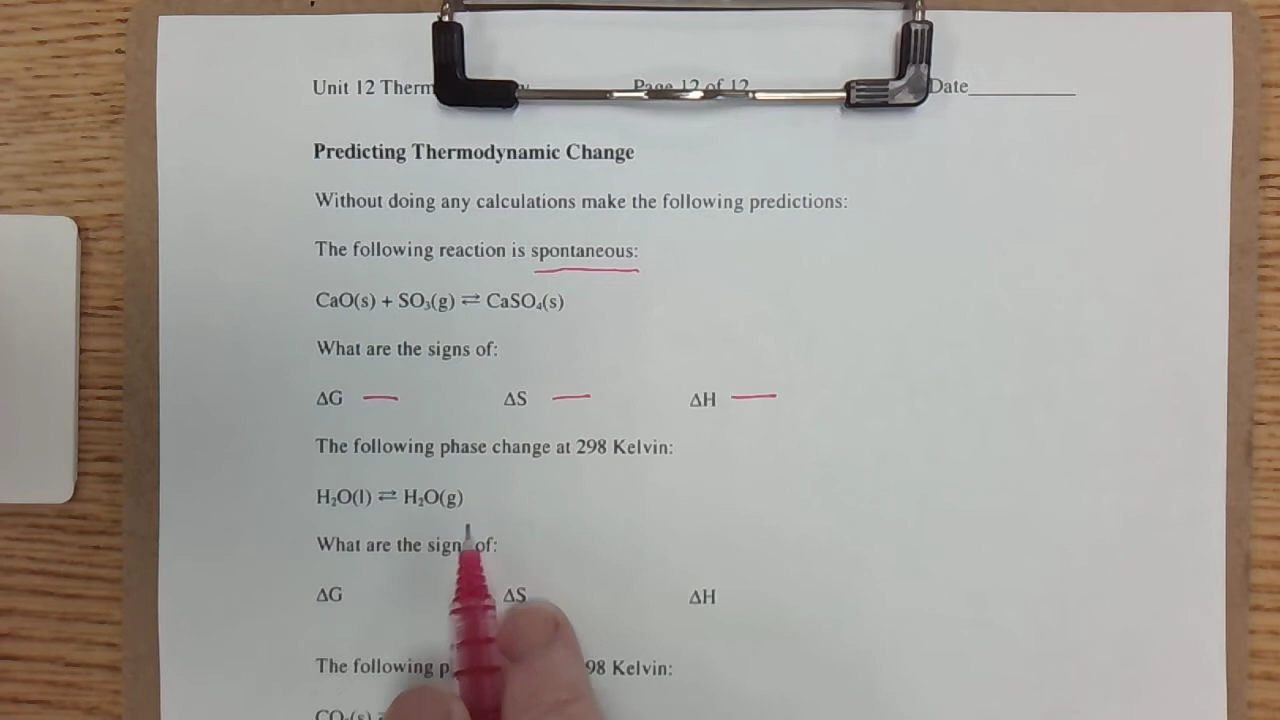 Unit 12 Page 12 of 12 Date__________
Predicting Thermodynamic Change
Without doing any calculations make the following predictions:
The following reaction is spontaneous:
CaO(s) + SO₃(g) ⇄ CaSO₄(s)
What are the signs of:
ΔG — ΔS — ΔH —
The following phase change at 298 Kelvin:
H₂O(l) ⇄ H₂O(g)
What are the sign of:
ΔG ΔS ΔH
The following 98 Kelvin: